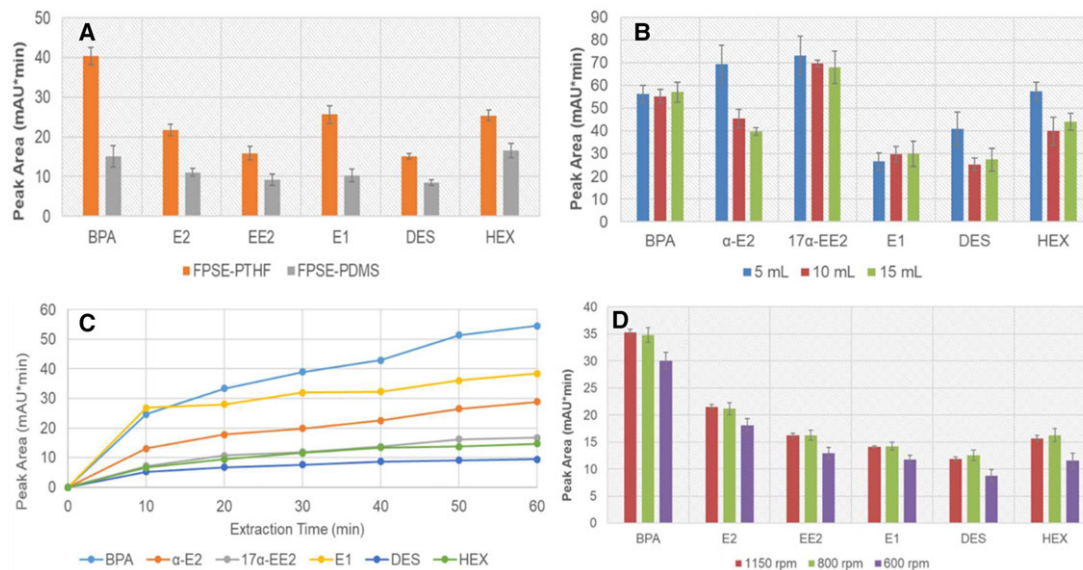 A
Peak Area (mAU*min)
50
40
30
20
10
0
BPA E2 EE2 E1 DES HEX
FPSE-PTHF FPSE-PDMS
B
Peak Area (mAU*min)
90
80
70
60
50
40
30
20
10
0
BPA α-E2 17α-EE2 E1 DES HEX
5 mL 10 mL 15 mL
C
Peak Area (mAU*min)
60
50
40
30
20
10
0
0 10 20 30 40 50 60
Extraction Time (min)
BPA α-E2 17α-EE2 E1 DES HEX
D
Peak Area (mAU*min)
40
35
30
25
20
15
10
5
0
BPA E2 EE2 E1 DES HEX
1150 rpm 800 rpm 600 rpm